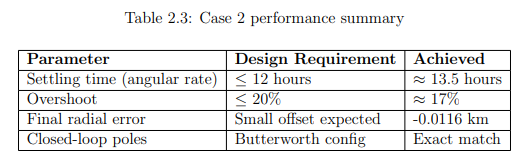 Table 2.3: Case 2 performance summary
Parameter Design Requirement Achieved
Settling time (angular rate) ≤ 12 hours ≈ 13.5 hours
Overshoot ≤ 20% ≈ 17%
Final radial error Small offset expected -0.0116 km
Closed-loop poles Butterworth config Exact match